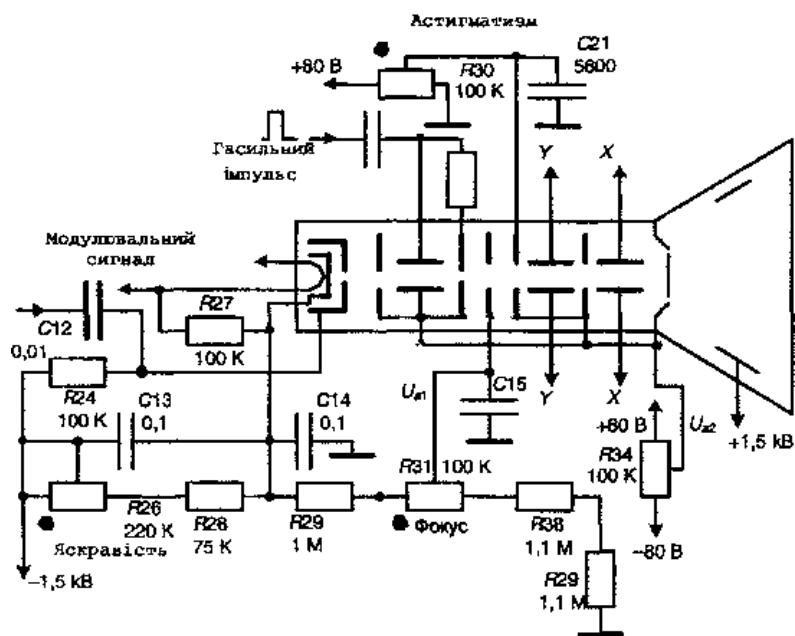 Астигматизм
+80 В
R30
100 K
C21
5600
Гасильний
імпульс
Y
X
Модулювальний
сигнал
C12
0,01
R27
100 K
R24
100 K
C13
0,1
C14
0,1
Uа1
C15
Y
X
+80 В
Uа2
+1,5 kВ
R34
100 K
R31 100 K
R26
220 K
R28
75 K
R29
1 M
Фокус
R38
1,1 M
–80 В
Яскравість
–1,5 kВ
R29
1,1 M